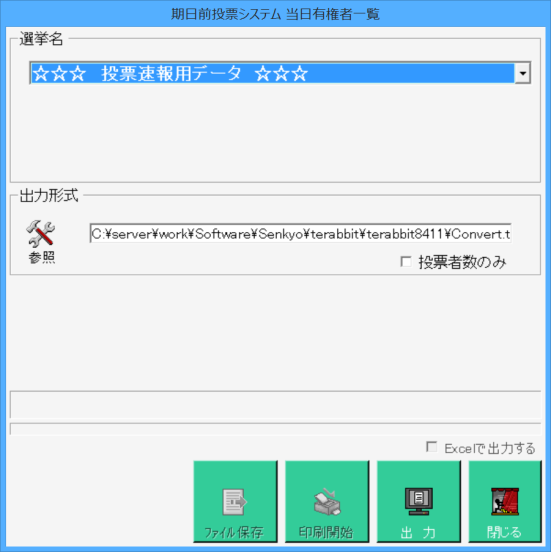 期日前投票システム 当日有権者一覧
選挙名
☆☆☆ 投票速報用データ ☆☆☆
出力形式
参照
C:¥server¥work¥Software¥Senkyo¥terabbit¥terabbit8411¥Convert.t
投票者数のみ
Excelで出力する
ファイル保存 印刷開始 出 力 閉じる